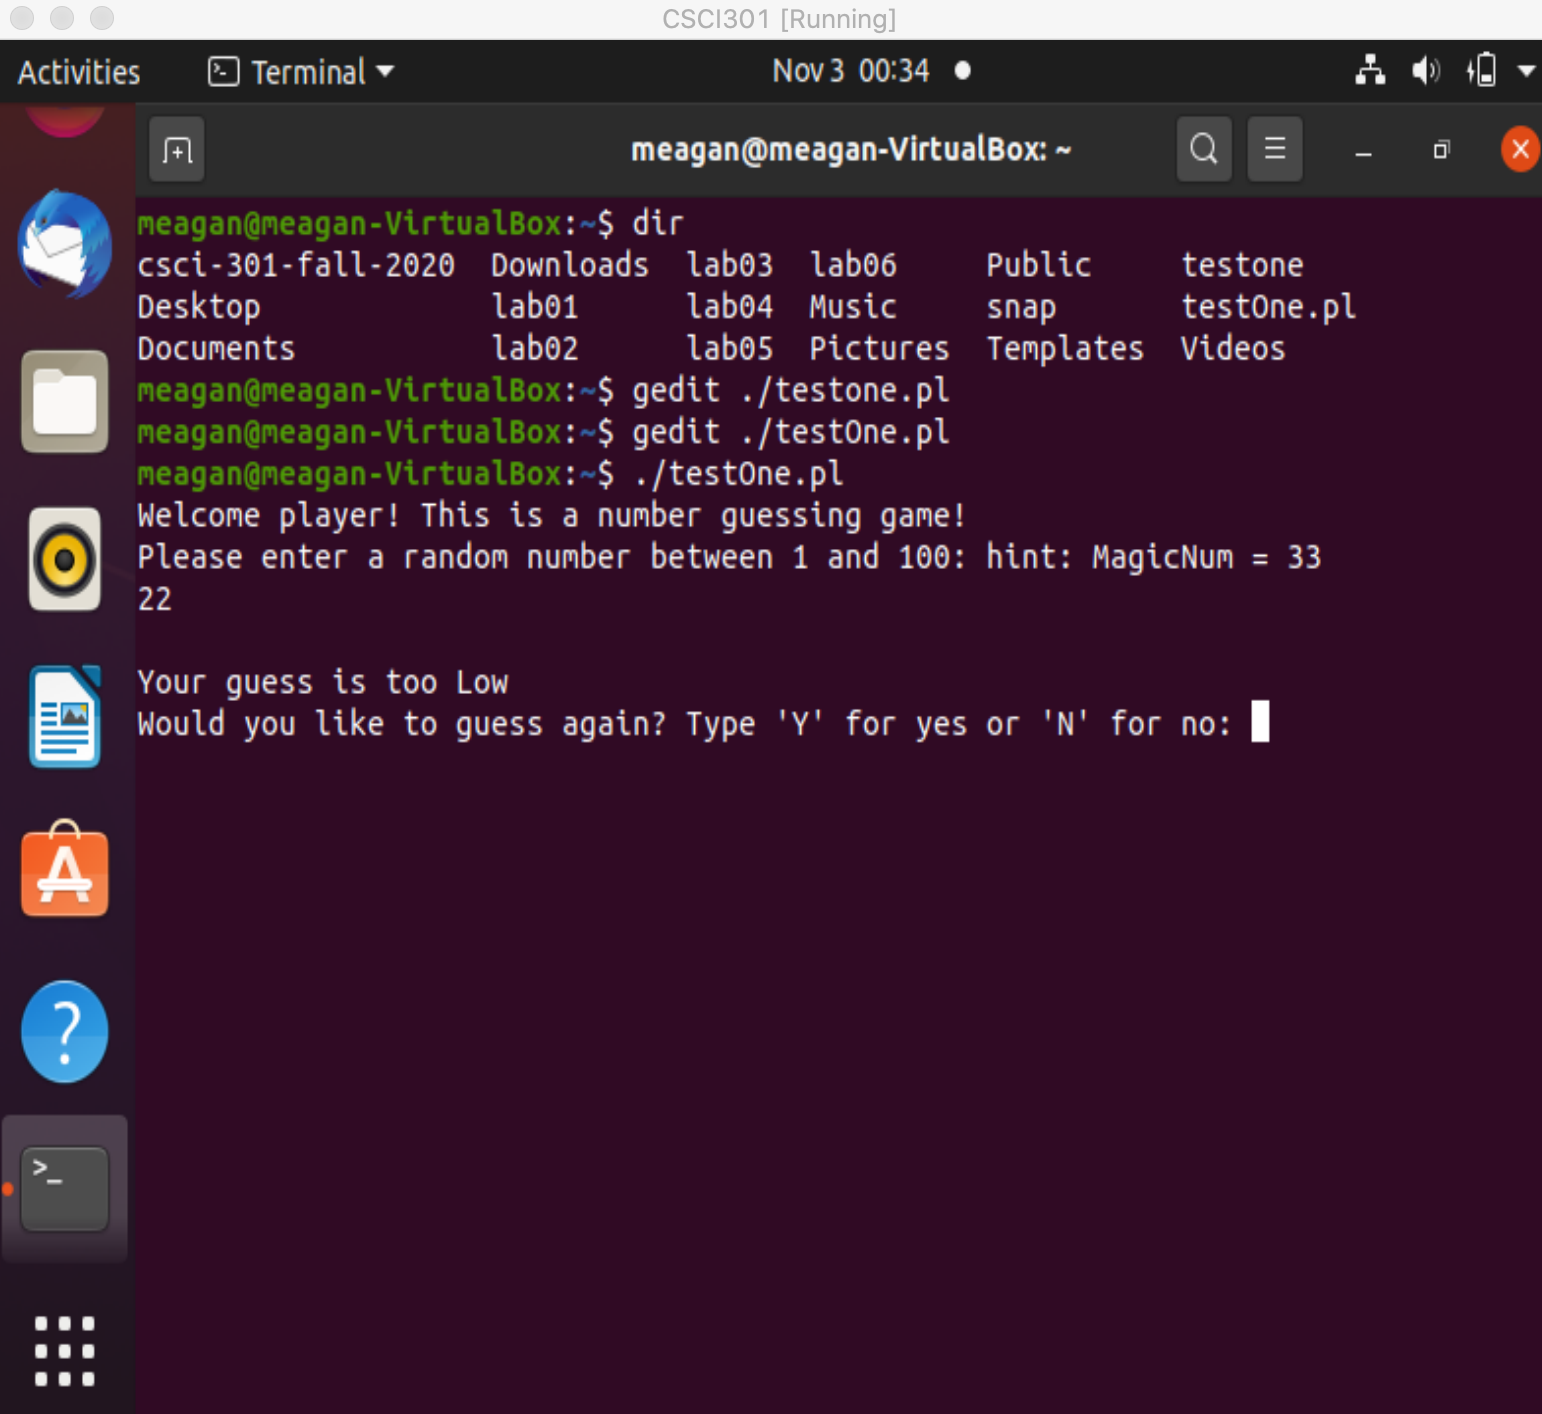 CSCI301 [Running]
Activities Terminal Nov 3 00:34
meagan@meagan-VirtualBox: ~
meagan@meagan-VirtualBox:~$ dir
csci-301-fall-2020 Downloads lab03 lab06 Public testone
Desktop lab01 lab04 Music snap testOne.pl
Documents lab02 lab05 Pictures Templates Videos
meagan@meagan-VirtualBox:~$ gedit ./testone.pl
meagan@meagan-VirtualBox:~$ gedit ./testOne.pl
meagan@meagan-VirtualBox:~$ ./testOne.pl
Welcome player! This is a number guessing game!
Please enter a random number between 1 and 100: hint: MagicNum = 33
22
Your guess is too Low
Would you like to guess again? Type 'Y' for yes or 'N' for no: